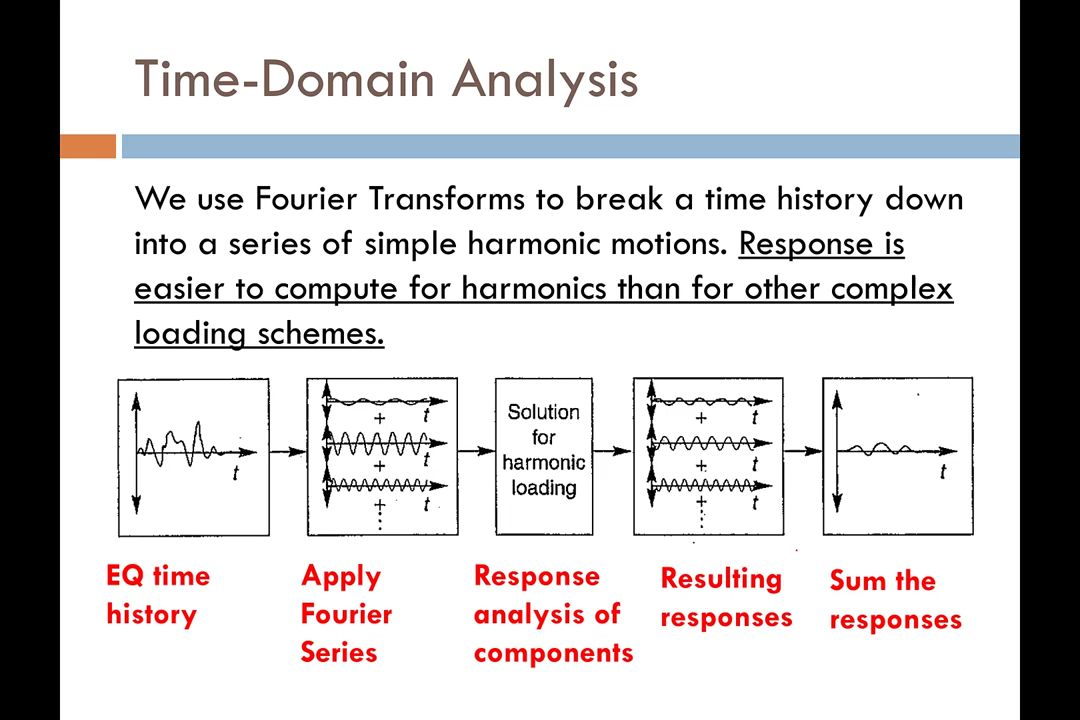 Time-Domain Analysis
We use Fourier Transforms to break a time history down
into a series of simple harmonic motions. Response is
easier to compute for harmonics than for other complex
loading schemes.
t
+
t
+
t
+
t
Solution
for
harmonic
loading
+
t
+
t
+
t
t
EQ time
history
Apply
Fourier
Series
Response
analysis of
components
Resulting
responses
Sum the
responses